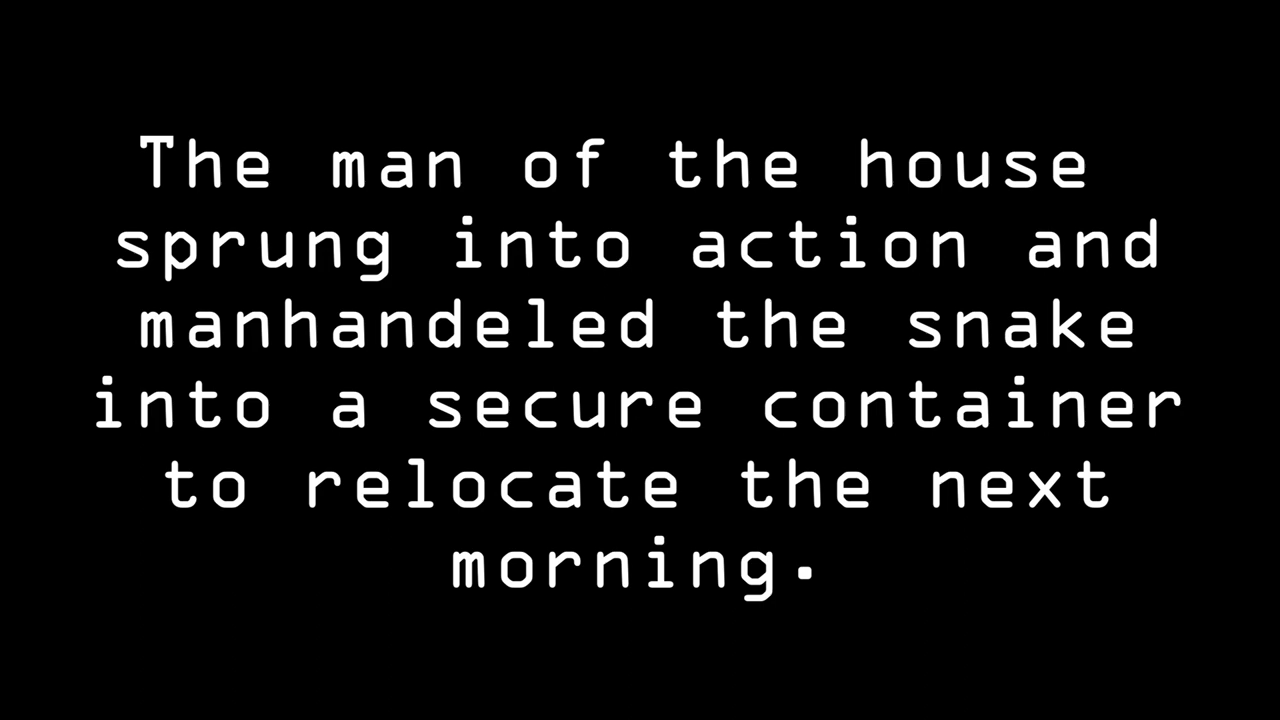 The man of the house
sprung into action and
manhandeled the snake
into a secure container
to relocate the next
morning.